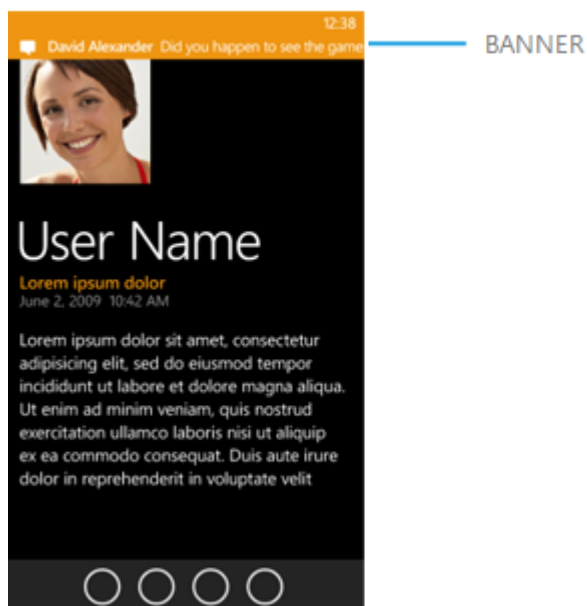 12:38
David Alexander Did you happen to see the game
BANNER
User Name
Lorem ipsum dolor
June 2, 2009 10:42 AM
Lorem ipsum dolor sit amet, consectetur
adipisicing elit, sed do eiusmod tempor
incididunt ut labore et dolore magna aliqua.
Ut enim ad minim veniam, quis nostrud
exercitation ullamco laboris nisi ut aliquip
ex ea commodo consequat. Duis aute irure
dolor in reprehenderit in voluptate velit